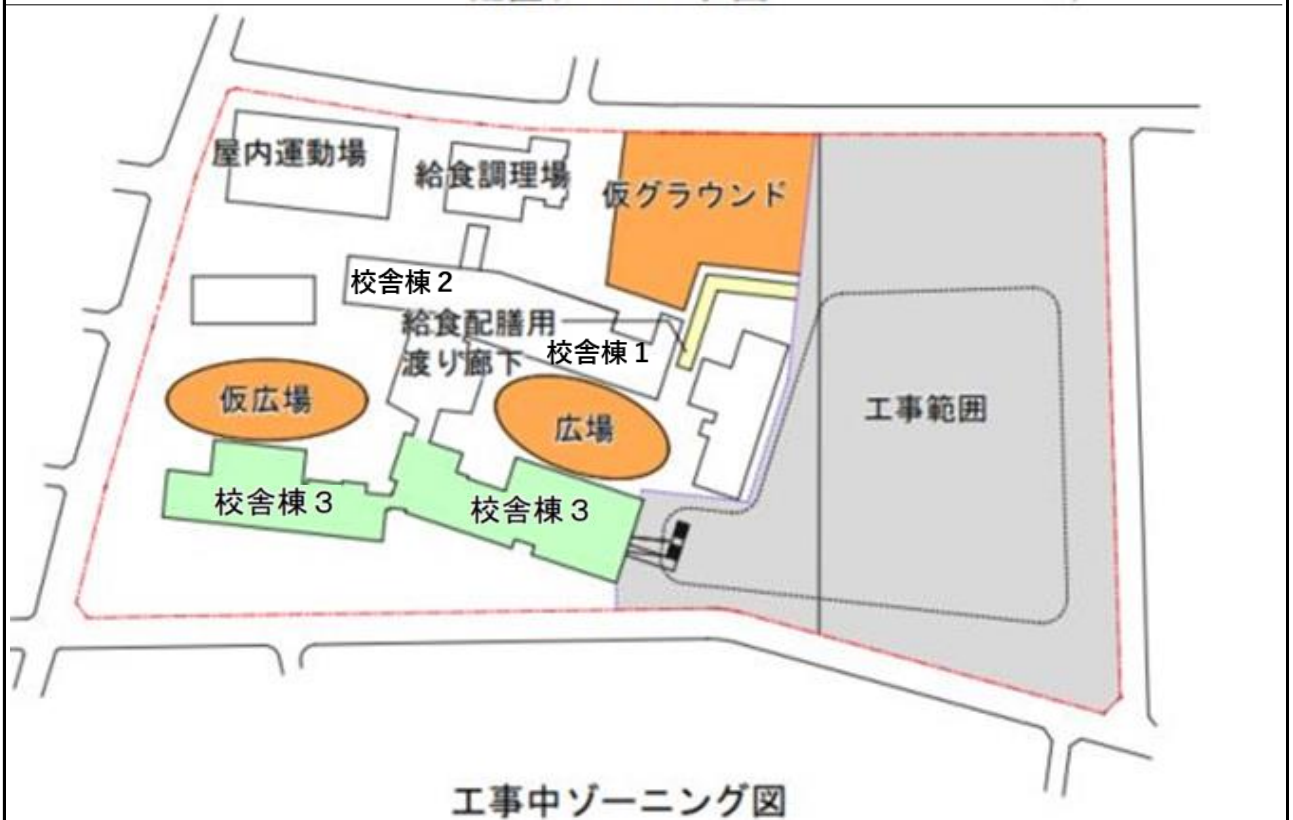 屋内運動場
給食調理場
仮グラウンド
校舎棟２
給食配膳用
渡り廊下
校舎棟１
仮広場
広場
工事範囲
校舎棟３
校舎棟３
工事中ゾーニング図